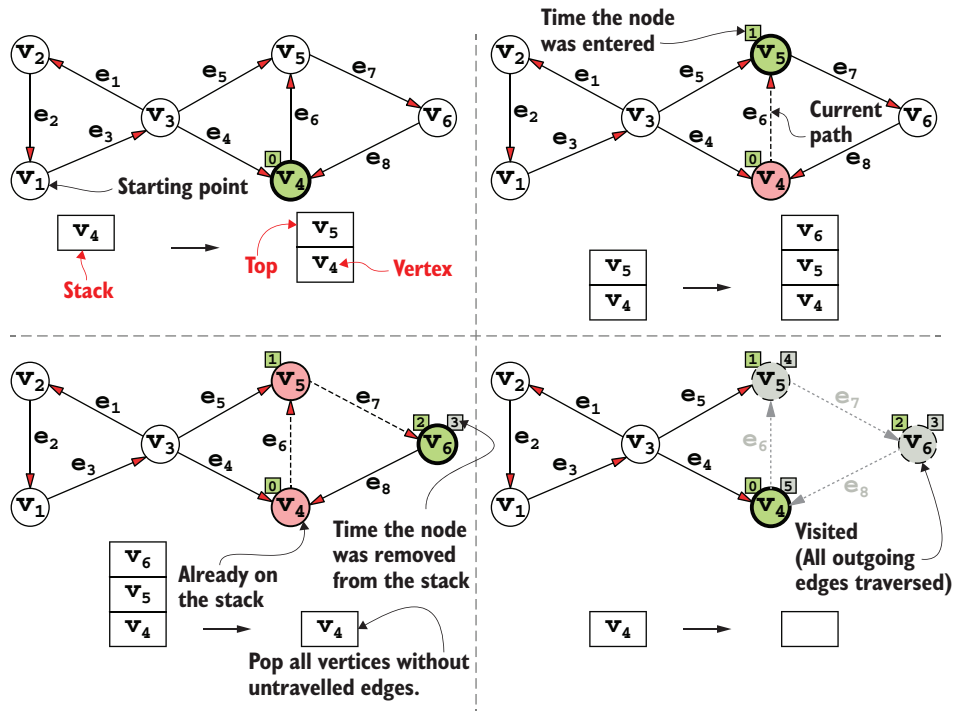 v2
e1
e2
e3
v1
Starting point
v3
e5
e4
v5
e6
e7
v6
e8
0
v4
v4
Stack
v5
v4
Top
Vertex
Time the node
was entered
1
v5
v2
e1
e2
e3
v1
v3
e5
e4
e6
e7
Current
path
v6
e8
0
v4
v5
v4
v6
v5
v4
v2
e1
e2
e3
v1
v3
e5
e4
1
v5
e6
e7
2
3
v6
e8
0
v4
Already on
the stack
Time the node
was removed
from the stack
v6
v5
v4
v4
Pop all vertices without
untravelled edges.
v2
e1
e2
e3
v1
v3
e5
e4
1
4
v5
e6
e7
2
3
v6
e8
0
5
v4
Visited
(All outgoing
edges traversed)
v4